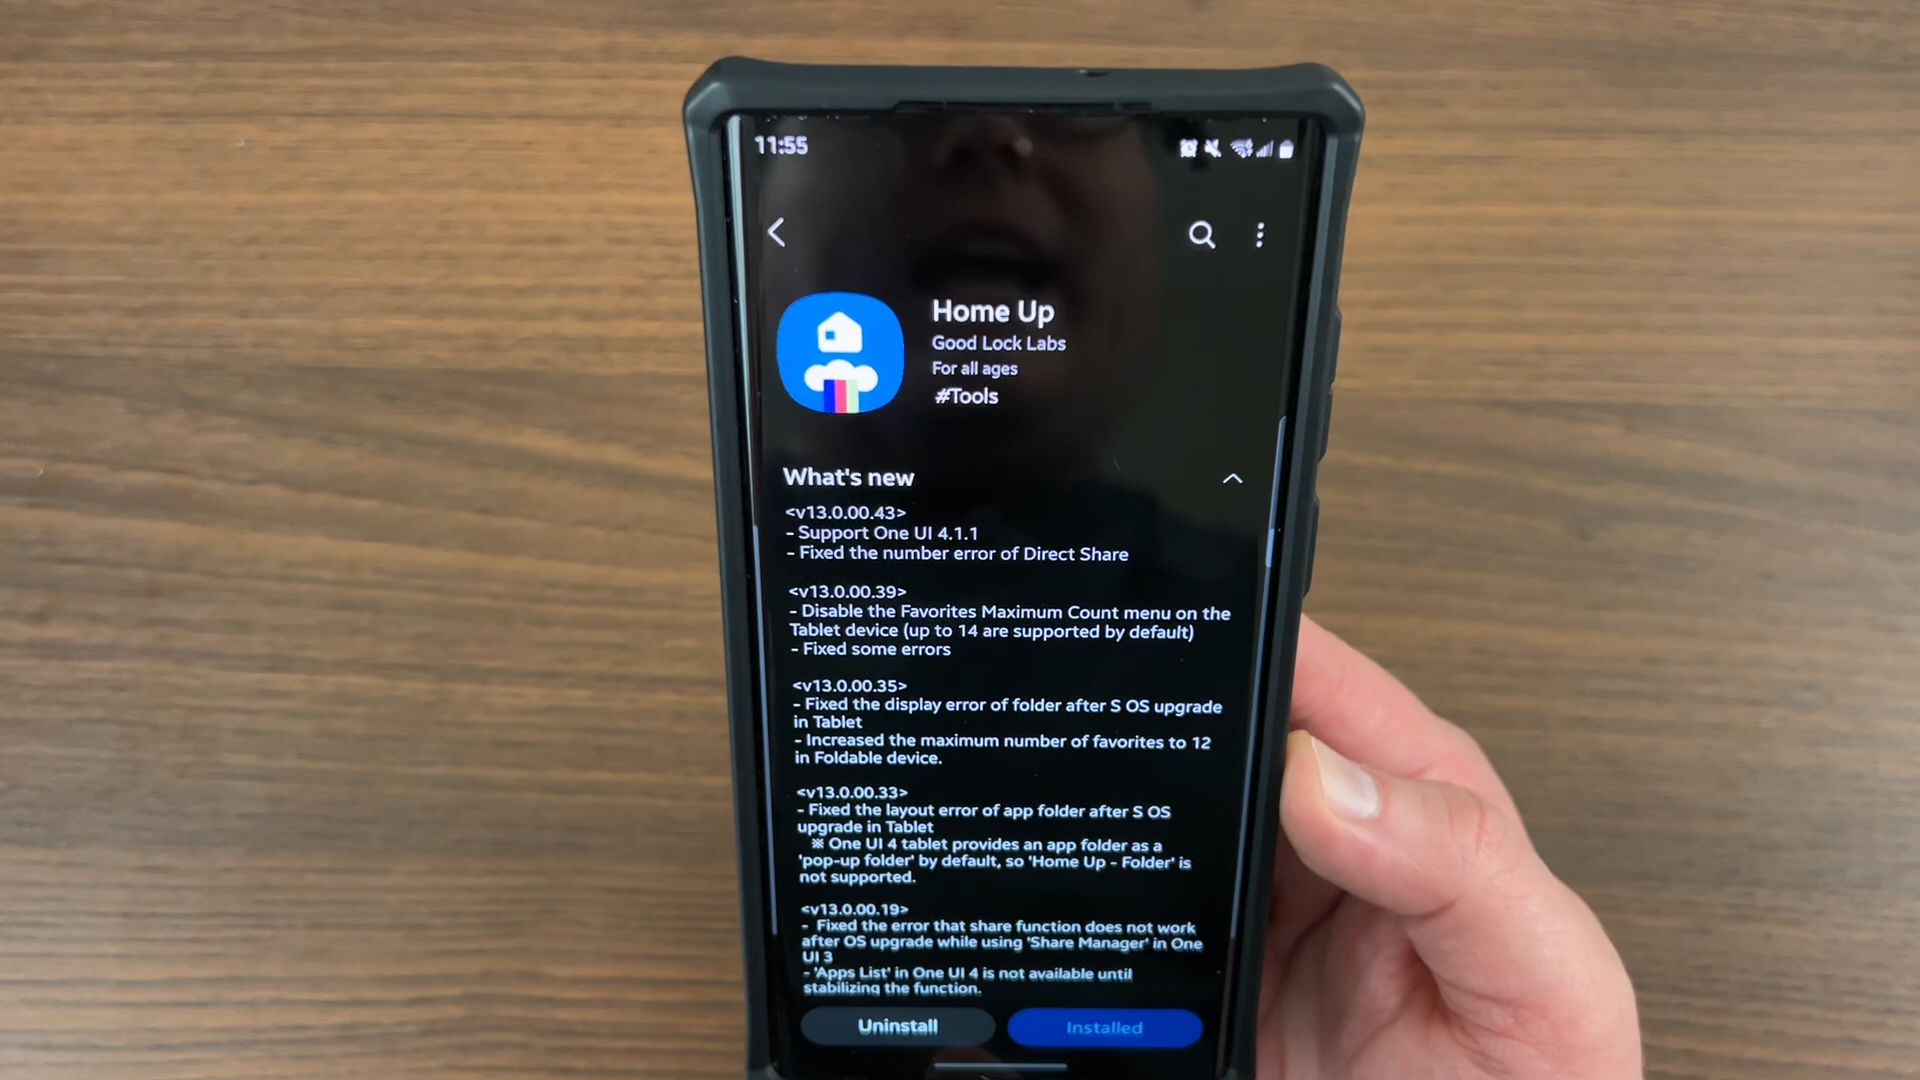 11:55
Home Up
Good Lock Labs
For all ages
#Tools
What's new
<v13.0.00.43>
- Support One UI 4.1.1
- Fixed the number error of Direct Share
<v13.0.00.39>
- Disable the Favorites Maximum Count menu on the
Tablet device (up to 14 are supported by default)
- Fixed some errors
<v13.0.00.35>
- Fixed the display error of folder after S OS upgrade
in Tablet
- Increased the maximum number of favorites to 12
in Foldable device.
<v13.0.00.33>
- Fixed the layout error of app folder after S OS
upgrade in Tablet
※ One UI 4 tablet provides an app folder as a
'pop-up folder' by default, so 'Home Up - Folder' is
not supported.
<v13.0.00.19>
- Fixed the error that share function does not work
after OS upgrade while using 'Share Manager' in One
UI 3
- 'Apps List' in One UI 4 is not available until
stabilizing the function.
Uninstall
Installed